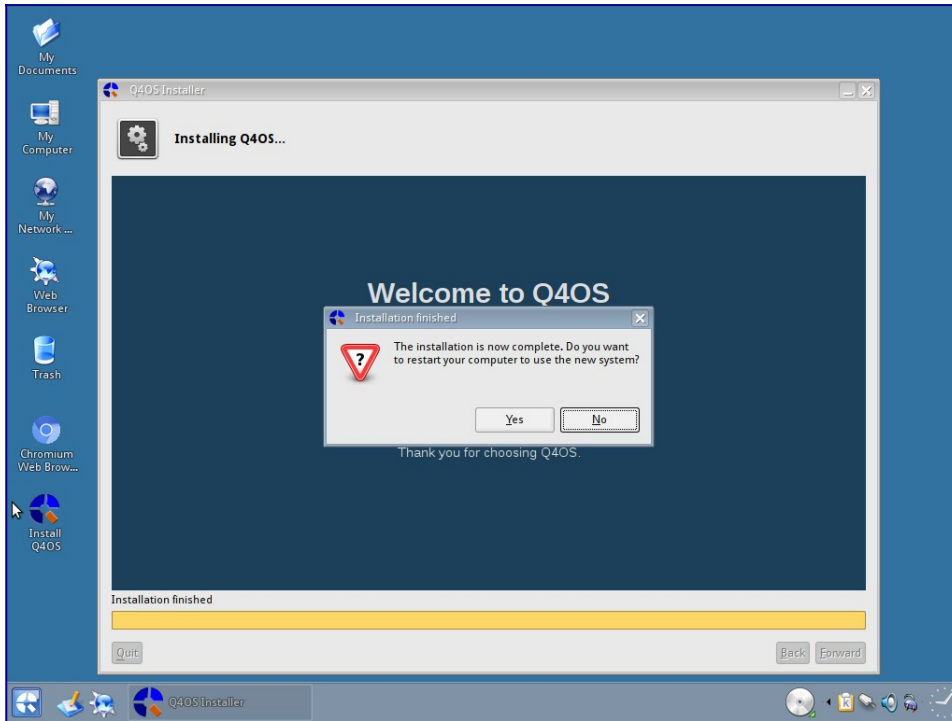 My
Documents
My
Computer
My
Network ...
Web
Browser
Trash
Chromium
Web Brow...
Install
Q4OS
Q4OS Installer
Installing Q4OS...
Welcome to Q4OS
Installation finished
The installation is now complete. Do you want
to restart your computer to use the new system?
Yes
No
Thank you for choosing Q4OS.
Installation finished
Quit
Back
Forward
Q4OS Installer